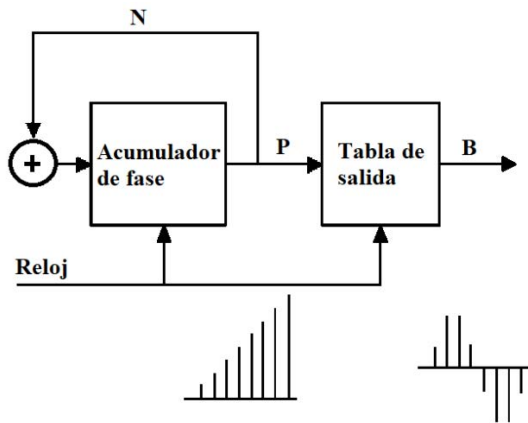 N
Acumulador
de fase
P
Tabla de
salida
B
Reloj